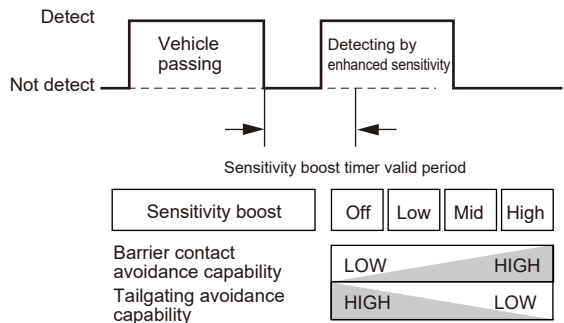 Detect
Vehicle
passing
Detecting by
enhanced sensitivity
Not detect
Sensitivity boost timer valid period
Sensitivity boost
Off
Low
Mid
High
Barrier contact
avoidance capability
LOW
HIGH
Tailgating avoidance
capability
HIGH
LOW